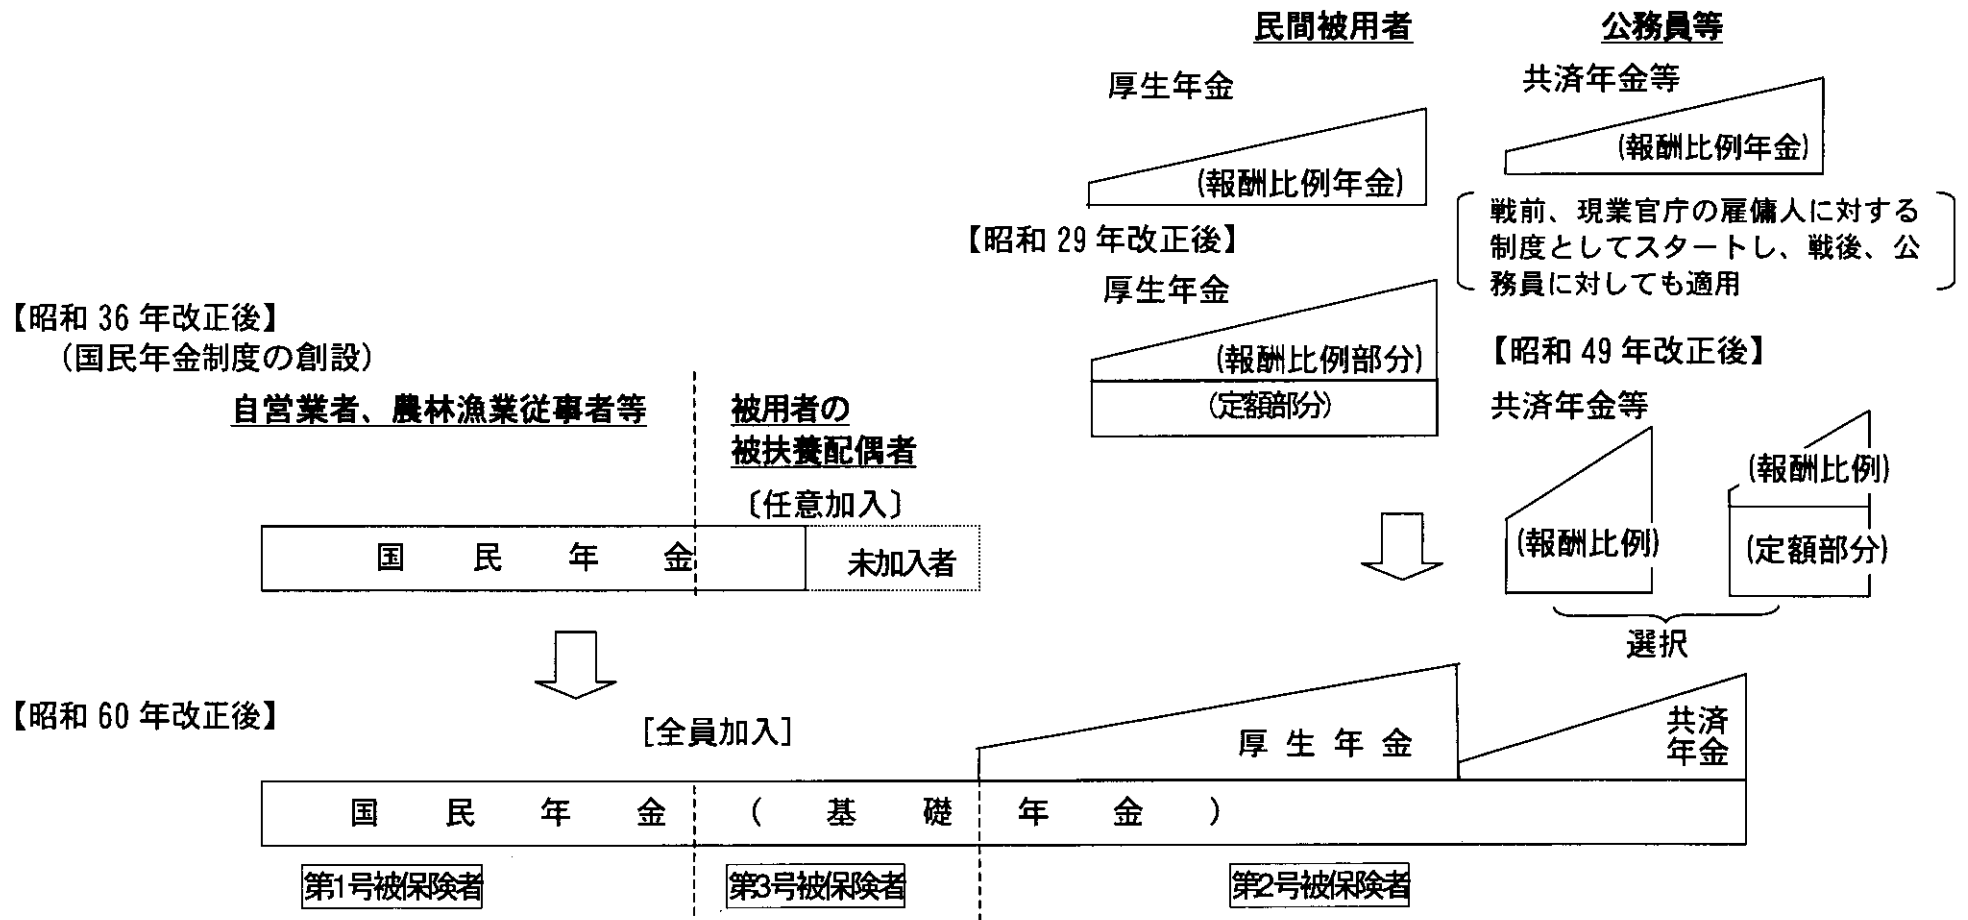 民間被用者
公務員等
厚生年金
(報酬比例年金)
共済年金等
(報酬比例年金)
戦前、現業官庁の雇傭人に対する
制度としてスタートし、戦後、公
務員に対しても適用
【昭和 29 年改正後】
厚生年金
(報酬比例部分)
(定額部分)
【昭和 36 年改正後】
(国民年金制度の創設)
自営業者、農林漁業従事者等
被用者の
被扶養配偶者
〔任意加入〕
国民年金
未加入者
【昭和 49 年改正後】
共済年金等
(報酬比例)
(報酬比例)
(定額部分)
選択
【昭和 60 年改正後】
[全員加入]
厚生年金
共済
年金
国民年金(基礎年金)
第1号被保険者
第3号被保険者
第2号被保険者